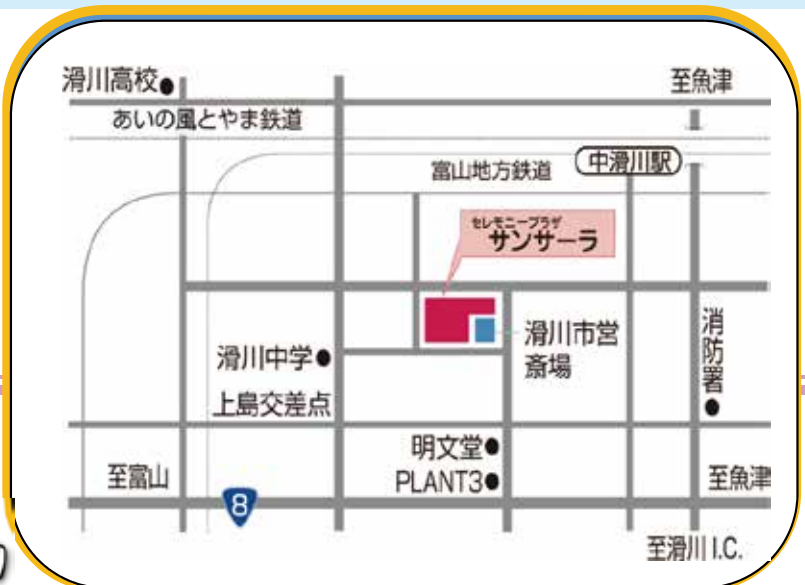 滑川高校
至魚津
あいの風とやま鉄道
富山地方鉄道
中滑川駅
セレモニープラザ
サンサーラ
滑川市営
斎場
消防署
滑川中学
上島交差点
明文堂
PLANT3
至富山
至魚津
8
至滑川 I.C.